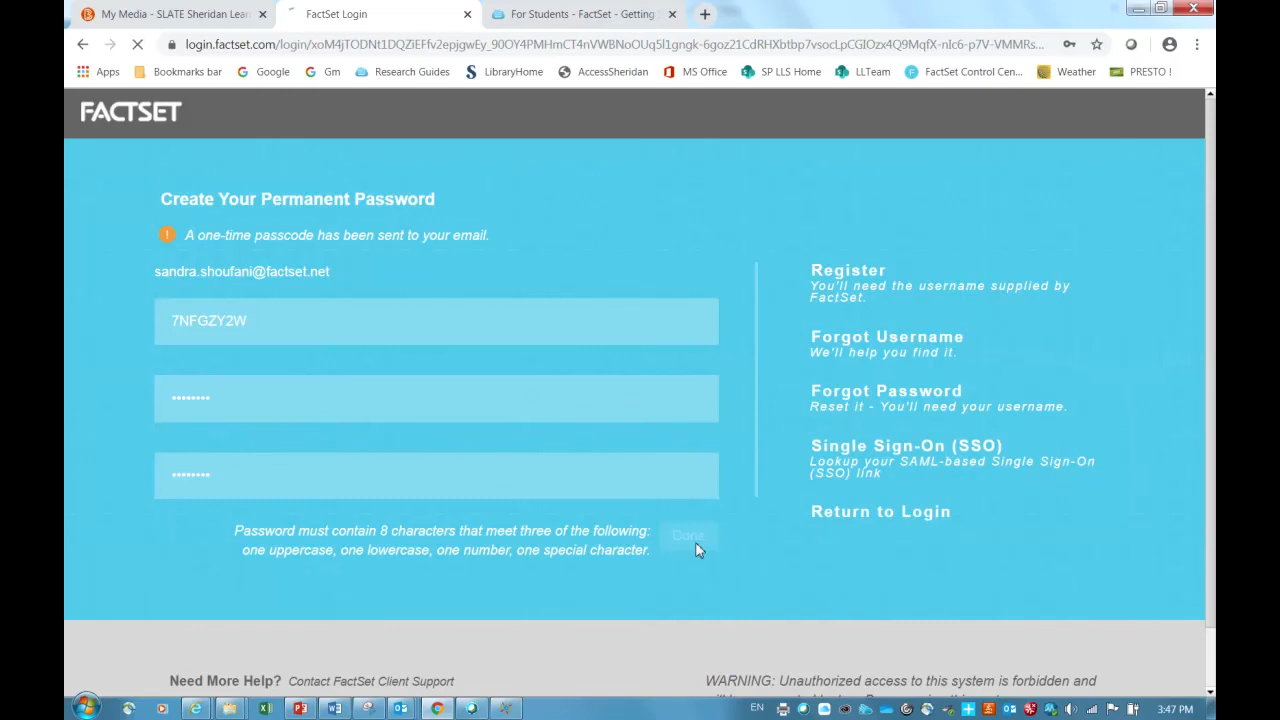 My Media - SLATE Sheridan Lear
FactSet Login
For Students - FactSet - Getting S
login.factset.com/login/
Apps
Bookmarks bar
Google
Gm
Research Guides
LibraryHome
AccessSheridan
MS Office
SP LLS Home
LLTeam
FactSet Control Cen...
Weather
PRESTO !
FACTSET
Create Your Permanent Password
! A one-time passcode has been sent to your email.
sandra.shoufani@factset.net
7NFGZY2W
••••••••
••••••••
Password must contain 8 characters that meet three of the following:
one uppercase, one lowercase, one number, one special character.
Done
Register
You'll need the username supplied by
FactSet.
Forgot Username
We'll help you find it.
Forgot Password
Reset it - You'll need your username.
Single Sign-On (SSO)
Lookup your SAML-based Single Sign-On
(SSO) link
Return to Login
Need More Help? Contact FactSet Client Support
WARNING: Unauthorized access to this system is forbidden and
EN
3:47 PM